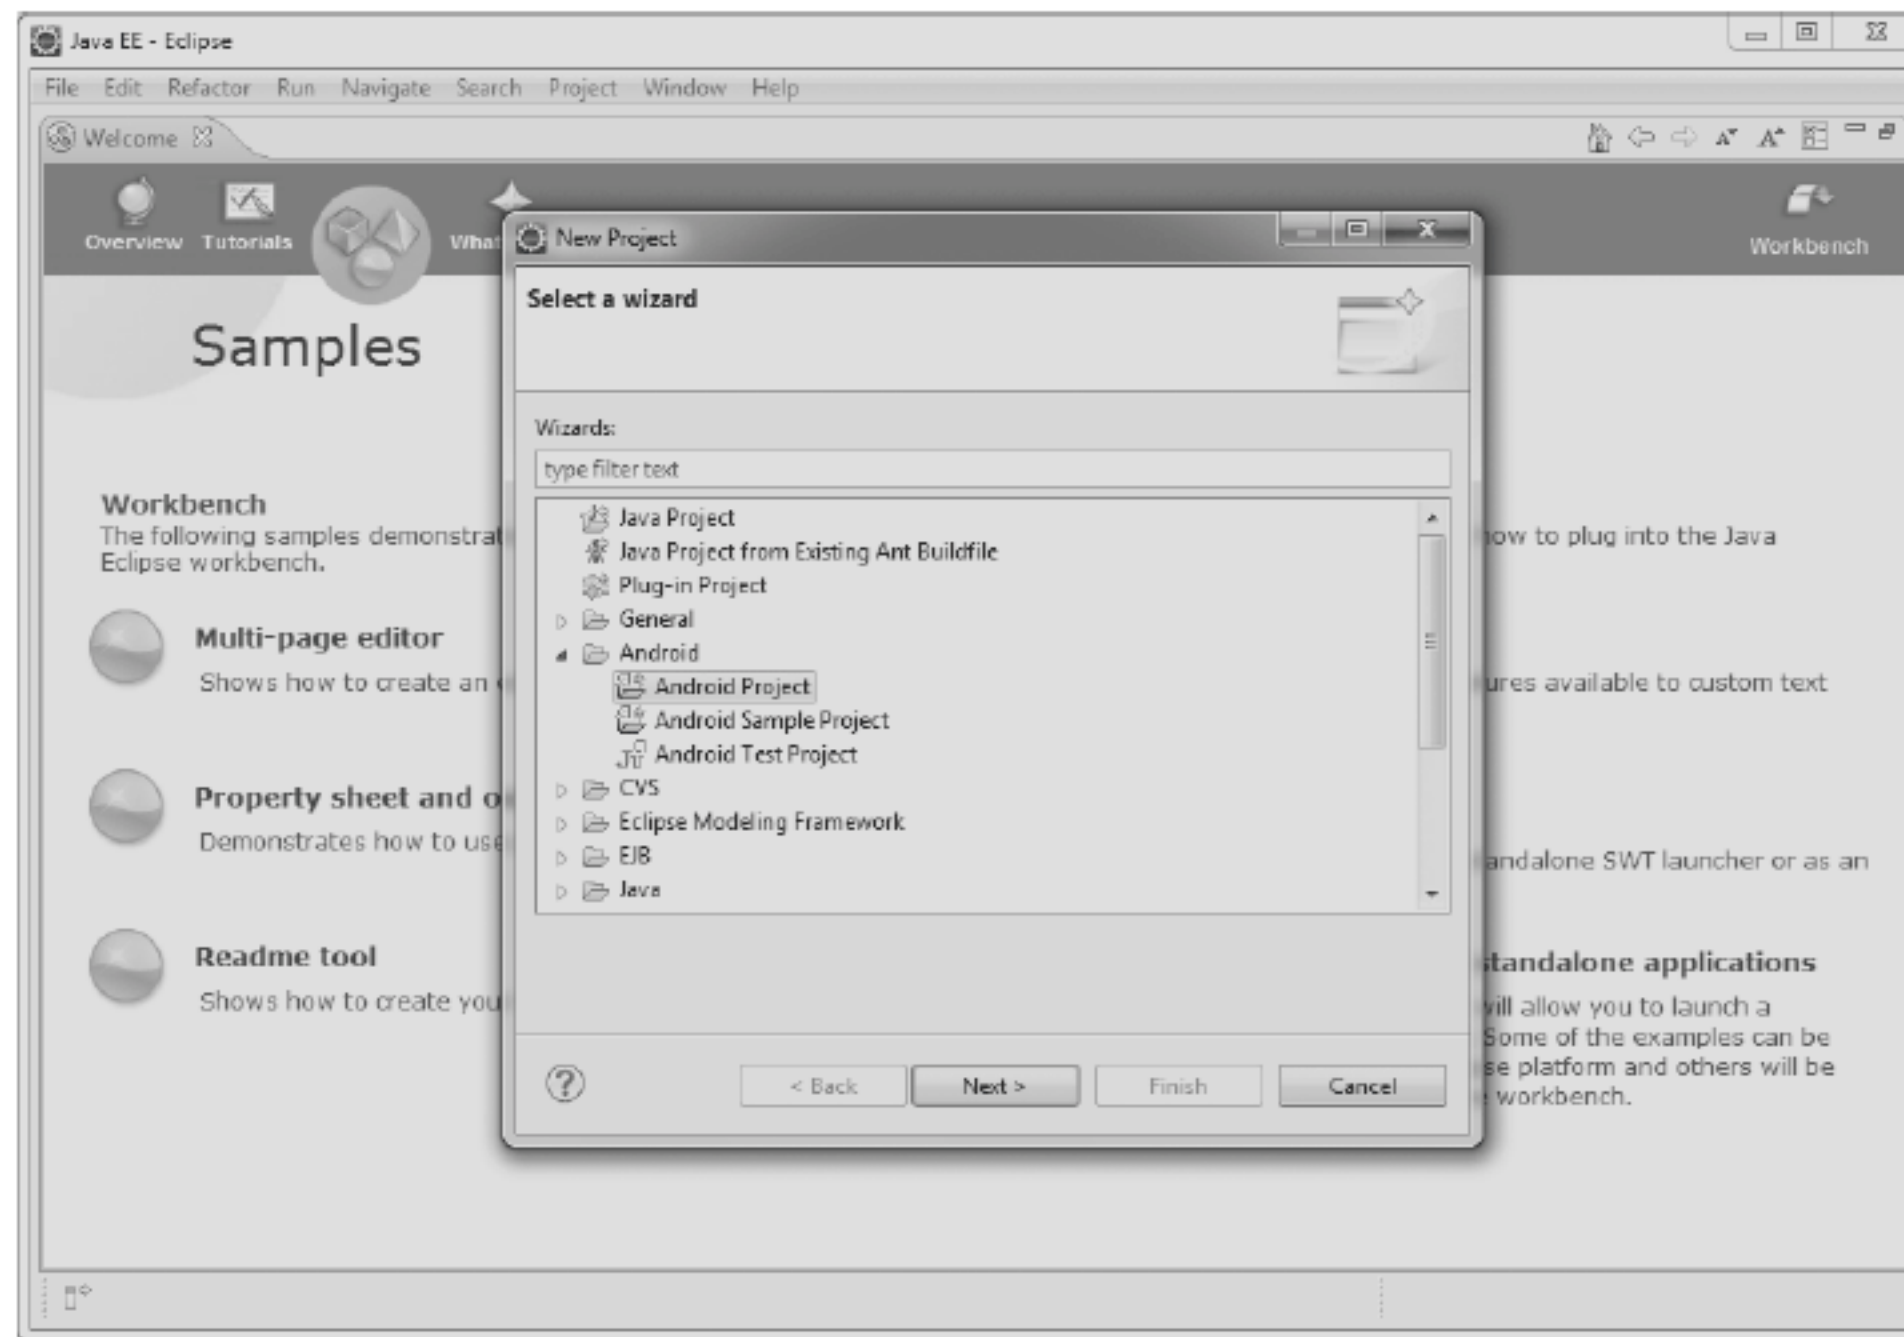 Java EE - Eclipse
File Edit Refactor Run Navigate Search Project Window Help
Welcome
Overview Tutorials What Workbench
Samples
Workbench
The following samples demonstrat
Eclipse workbench.
Multi-page editor
Shows how to create an
Property sheet and o
Demonstrates how to use
Readme tool
Shows how to create you
New Project
Select a wizard
Wizards:
type filter text
Java Project
Java Project from Existing Ant Buildfile
Plug-in Project
General
Android
Android Project
Android Sample Project
Android Test Project
CVS
Eclipse Modeling Framework
EJB
Java
< Back Next > Finish Cancel
how to plug into the Java
ures available to custom text
andalone SWT launcher or as an
standalone applications
will allow you to launch a
Some of the examples can be
se platform and others will be
workbench.